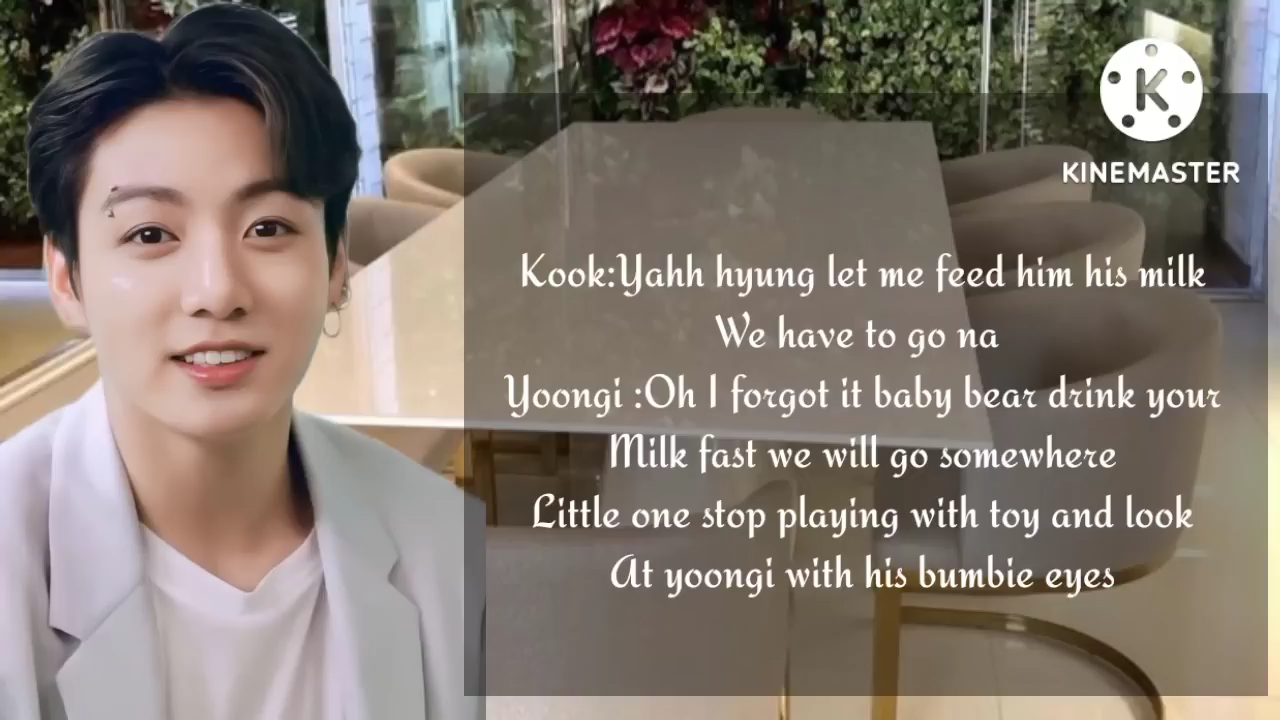 KINEMASTER
Kook:Yahh hyung let me feed him his milk
We have to go na
Yoongi :Oh I forgot it baby bear drink your
Milk fast we will go somewhere
Little one stop playing with toy and look
At yoongi with his bumbie eyes